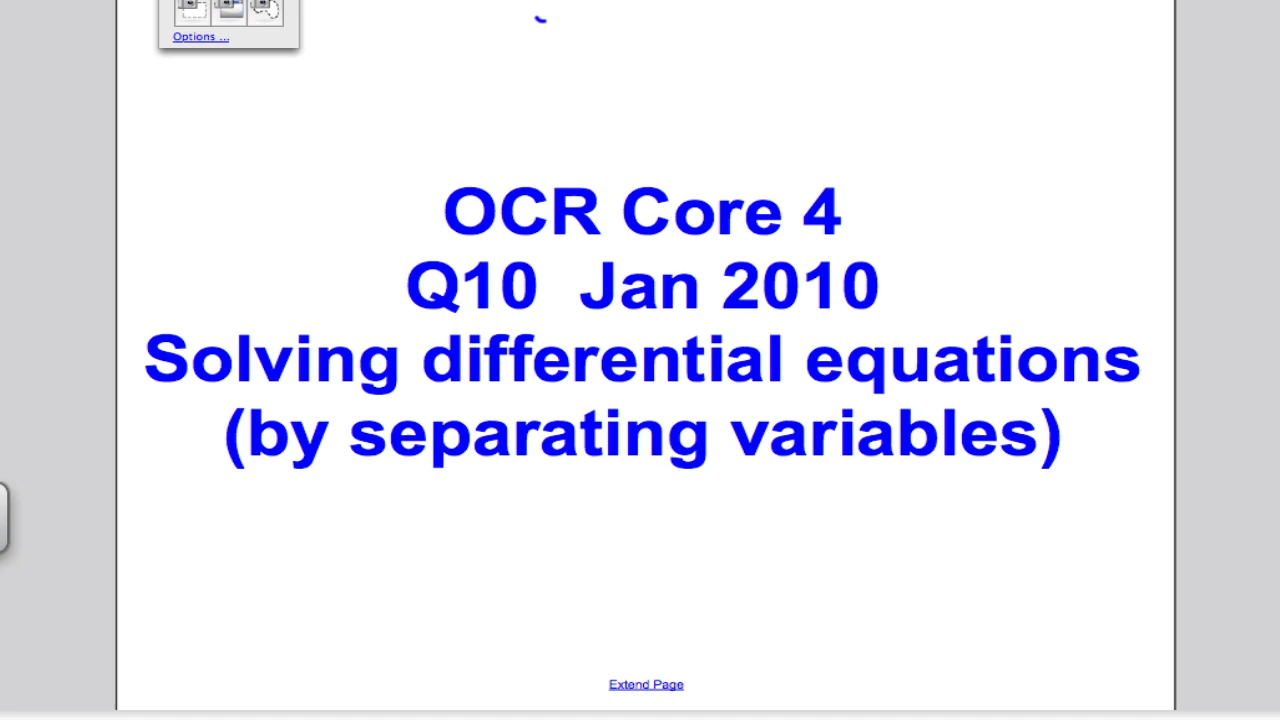 Options ...
OCR Core 4
Q10 Jan 2010
Solving differential equations
(by separating variables)
Extend Page